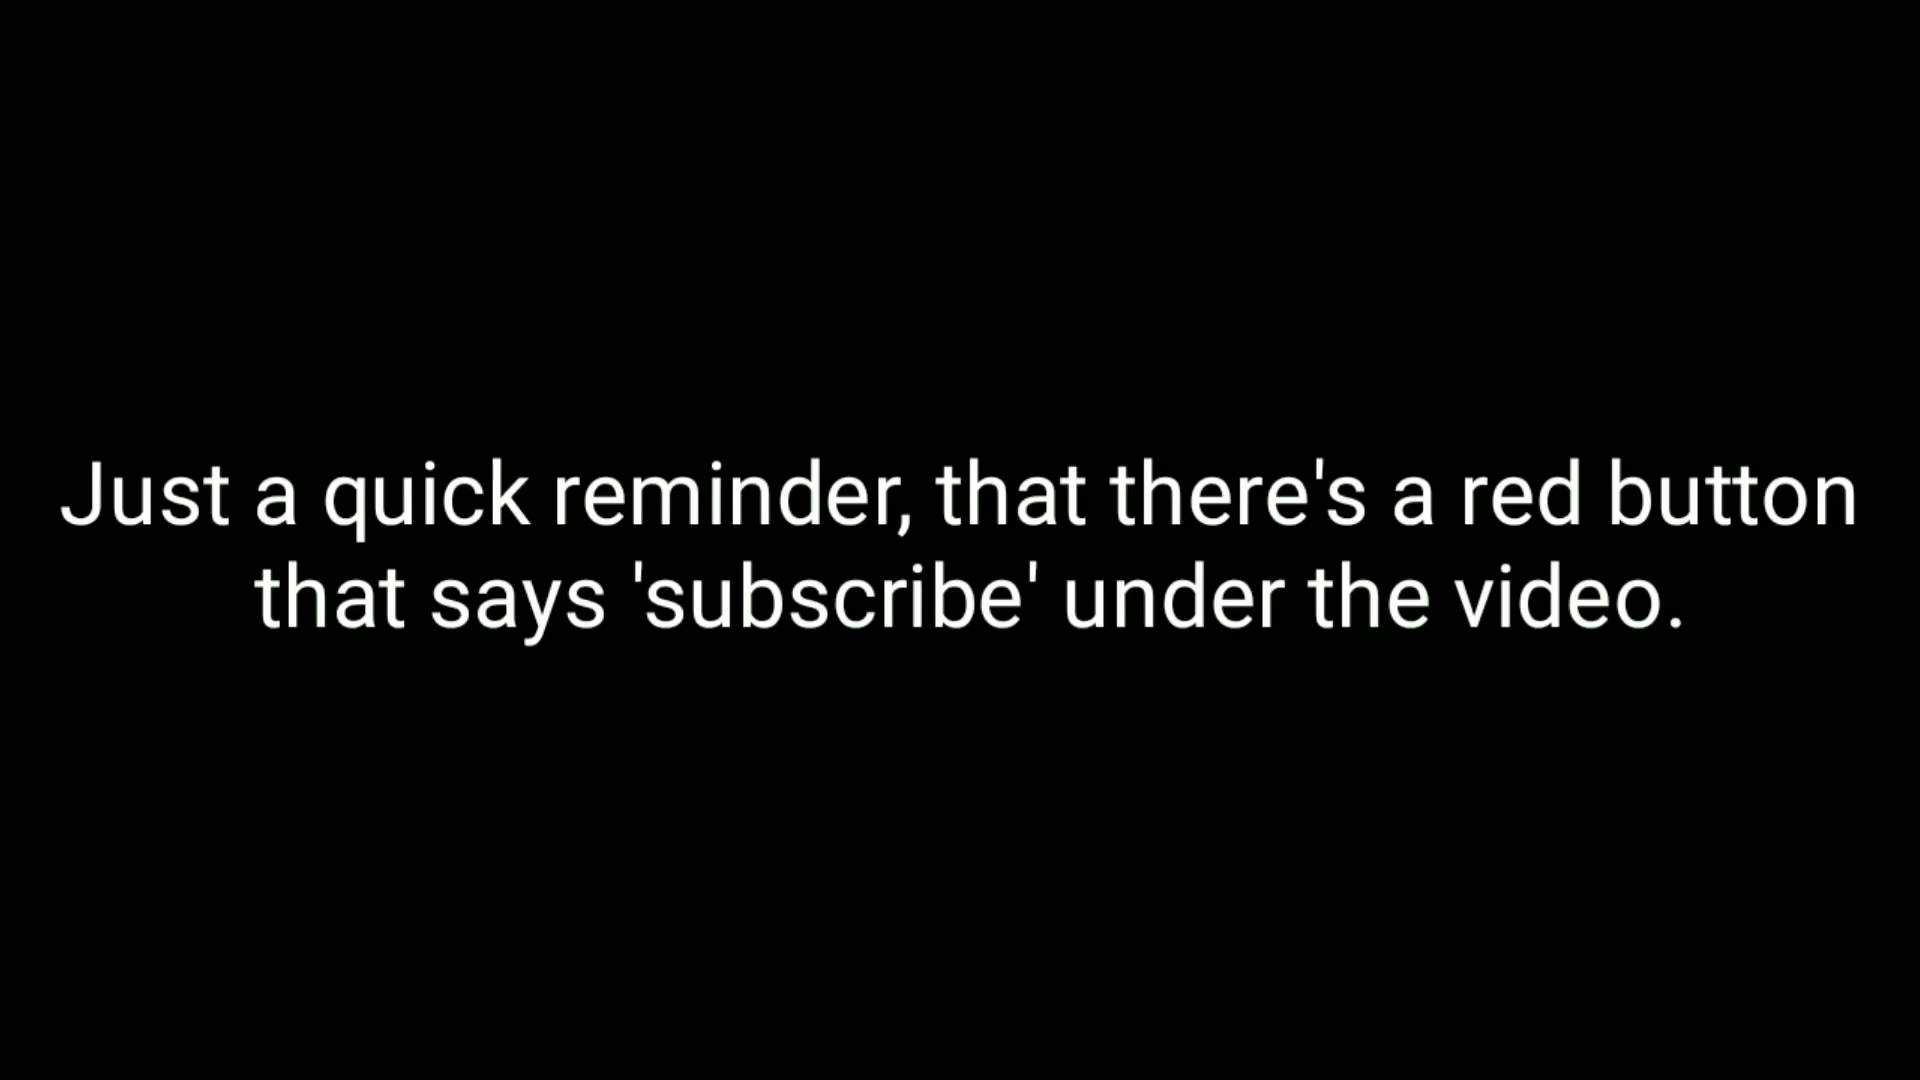 Just a quick reminder, that there's a red button
that says 'subscribe' under the video.